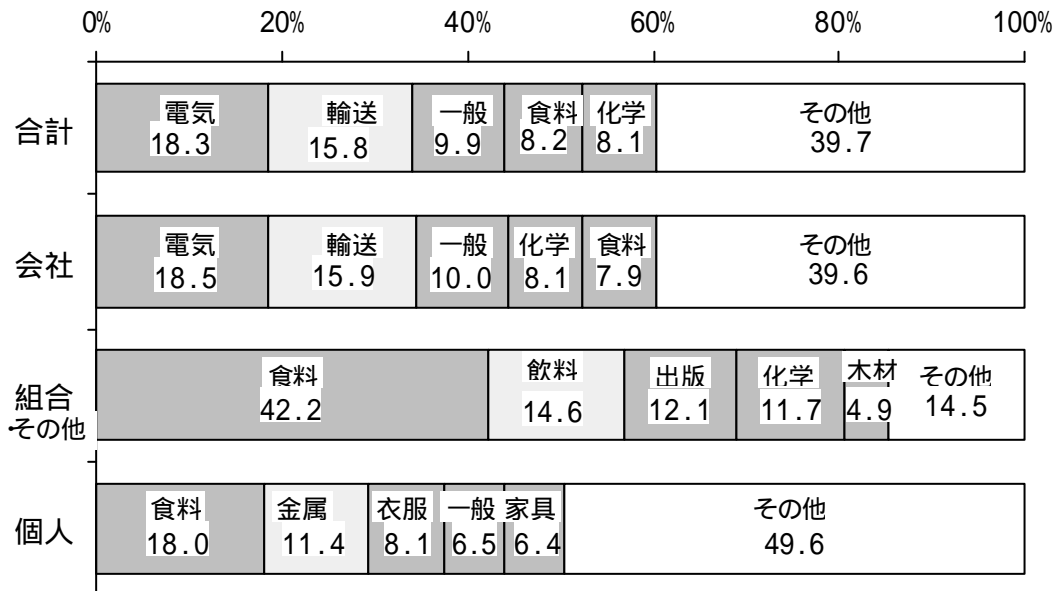 0% 20% 40% 60% 80% 100%
合計
電気 輸送 一般 食料 化学 その他
18.3 15.8 9.9 8.2 8.1 39.7
会社
電気 輸送 一般 化学 食料 その他
18.5 15.9 10.0 8.1 7.9 39.6
組合
・その他
食料 飲料 出版 化学 木材 その他
42.2 14.6 12.1 11.7 4.9 14.5
個人
食料 金属 衣服 一般 家具 その他
18.0 11.4 8.1 6.5 6.4 49.6